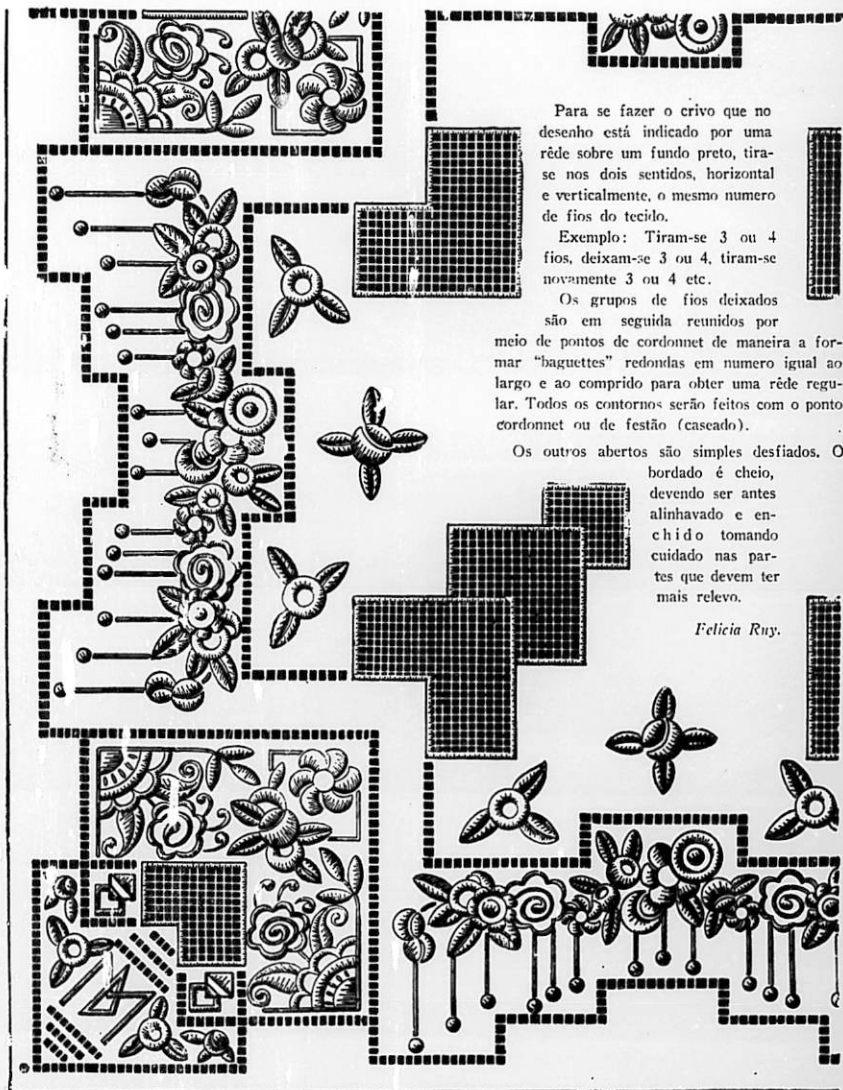 Para se fazer o crivo que no
desenho está indicado por uma
rêde sobre um fundo preto, tira-
se nos dois sentidos, horizontal
e verticalmente, o mesmo numero
de fios do tecido.
Exemplo: Tiram-se 3 ou 4
fios, deixam-se 3 ou 4, tiram-se
novamente 3 ou 4 etc.
Os grupos de fios deixados
são em seguida reunidos por
meio de pontos de cordonnet de maneira a for-
mar "baguettes" redondas em numero igual ao
largo e ao comprido para obter uma rêde regu-
lar. Todos os contornos serão feitos com o ponto
cordonnet ou de festão (caseado).
Os outros abertos são simples desfiados. O
bordado é cheio,
devendo ser antes
alinhavado e en-
chido tomando
cuidado nas par-
tes que devem ter
mais relevo.
Felicia Ruy.